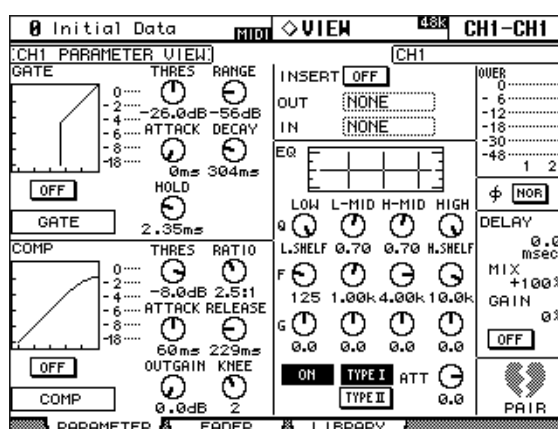 0 Initial Data MIDI ◇VIEW 48K CH1-CH1
CH1 PARAMETER VIEW
CH1
GATE
THRES RANGE
0
-2
-4
-6
-8
-18
-26.0dB -56dB
ATTACK DECAY
0ms 304ms
HOLD
2.35ms
OFF
GATE
COMP
THRES RATIO
0
-2
-4
-6
-8
-18
-8.0dB 2.5:1
ATTACK RELEASE
60ms 229ms
OUTGAIN KNEE
0.0dB 2
OFF
COMP
INSERT OFF
OUT NONE
IN NONE
EQ
LOW L-MID H-MID HIGH
Q
L.SHELF 0.70 0.70 H.SHELF
F
125 1.00k 4.00k 10.0k
G
0.0 0.0 0.0 0.0
ON TYPE I ATT
TYPE II 0.0
OVER
0
-6
-12
-18
-30
-48
1 2
φ NOR
DELAY
0.0
msec
MIX
+100%
GAIN
0%
OFF
PAIR
PARAMETER FADER LIBRARY